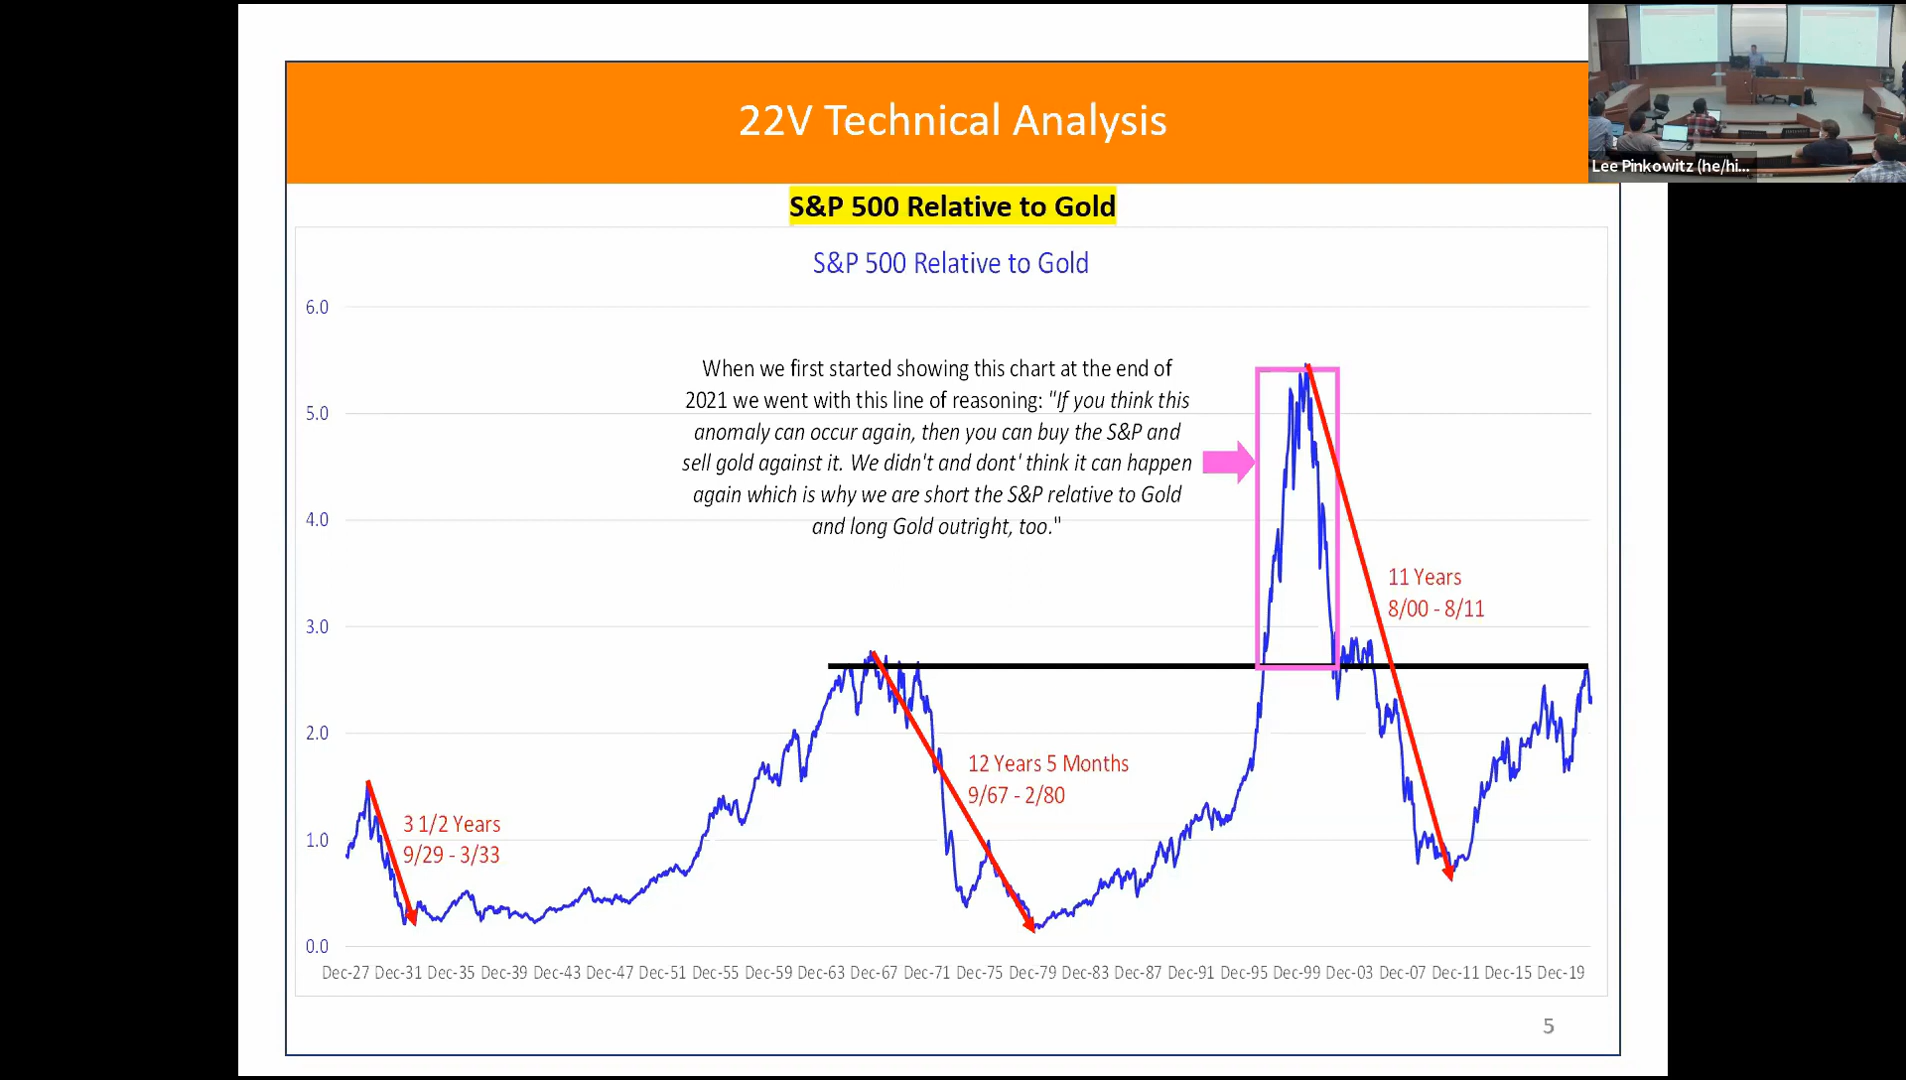 22V Technical Analysis
Lee Pinkowitz (he/hi...
S&P 500 Relative to Gold
S&P 500 Relative to Gold
6.0
When we first started showing this chart at the end of
2021 we went with this line of reasoning: "If you think this
anomaly can occur again, then you can buy the S&P and
sell gold against it. We didn't and dont' think it can happen
again which is why we are short the S&P relative to Gold
and long Gold outright, too."
5.0
4.0
11 Years
8/00 - 8/11
3.0
2.0
12 Years 5 Months
9/67 - 2/80
3 1/2 Years
9/29 - 3/33
1.0
0.0
Dec-27 Dec-31 Dec-35 Dec-39 Dec-43 Dec-47 Dec-51 Dec-55 Dec-59 Dec-63 Dec-67 Dec-71 Dec-75 Dec-79 Dec-83 Dec-87 Dec-91 Dec-95 Dec-99 Dec-03 Dec-07 Dec-11 Dec-15 Dec-19
5